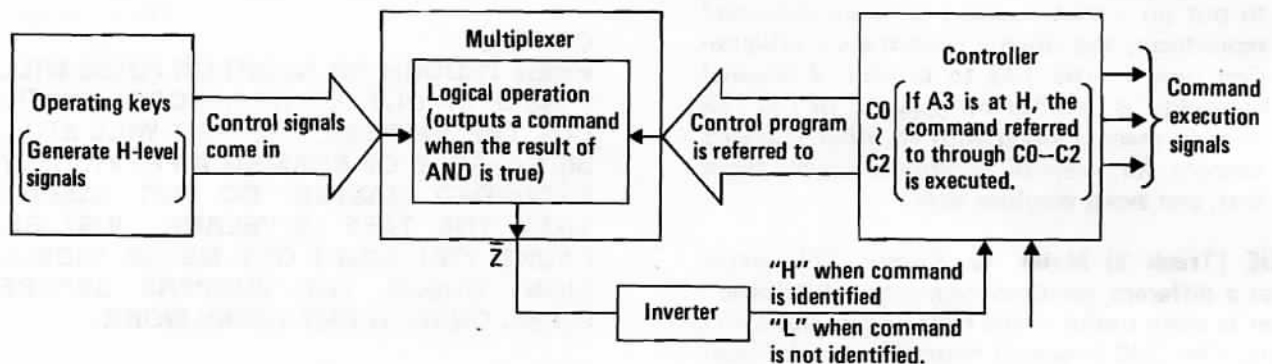 to put
Multiplexer
Controller
Operating keys
Generate H-level
signals
Control signals
come in
Logical operation
(outputs a command
when the result of
AND is true)
Control program
is referred to
C0
~
C2
If A3 is at H, the
command referred
to through C0—C2
is executed.
Command
execution
signals
Z̅
Inverter
"H" when command
is identified
"L" when command
is not identified.